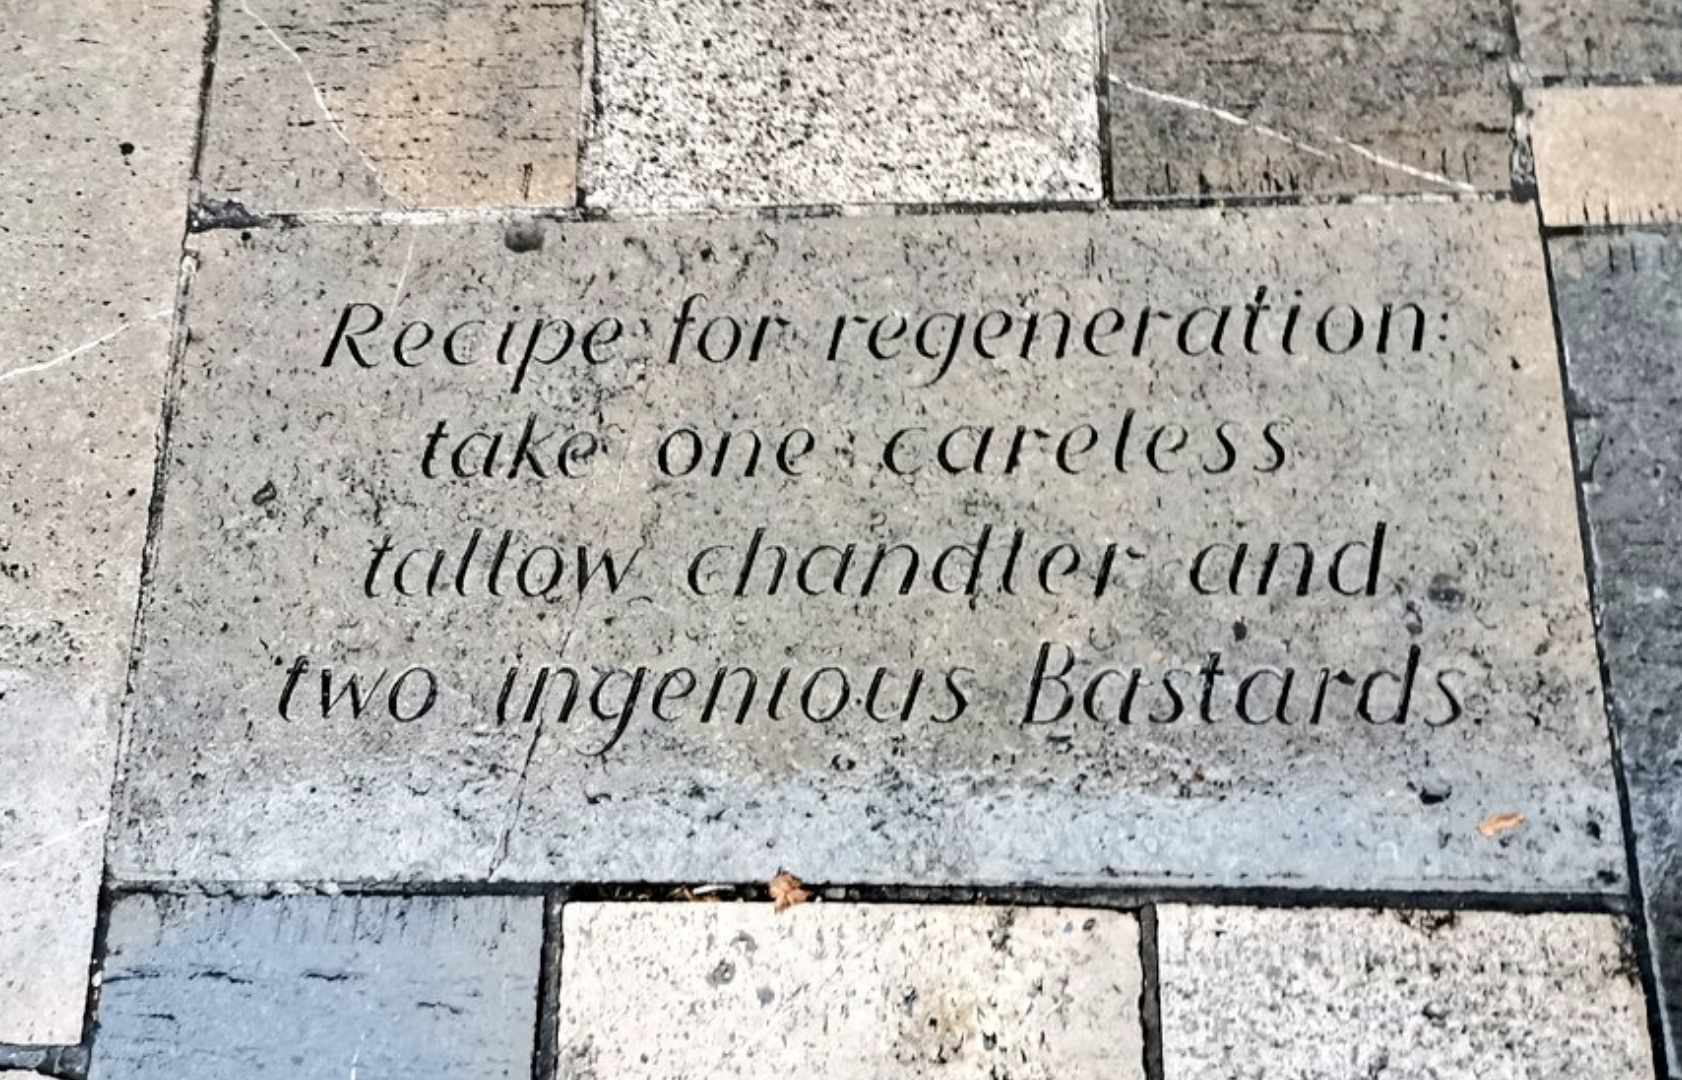 Recipe for regeneration:
take one careless
tallow chandler and
two ingenious Bastards.